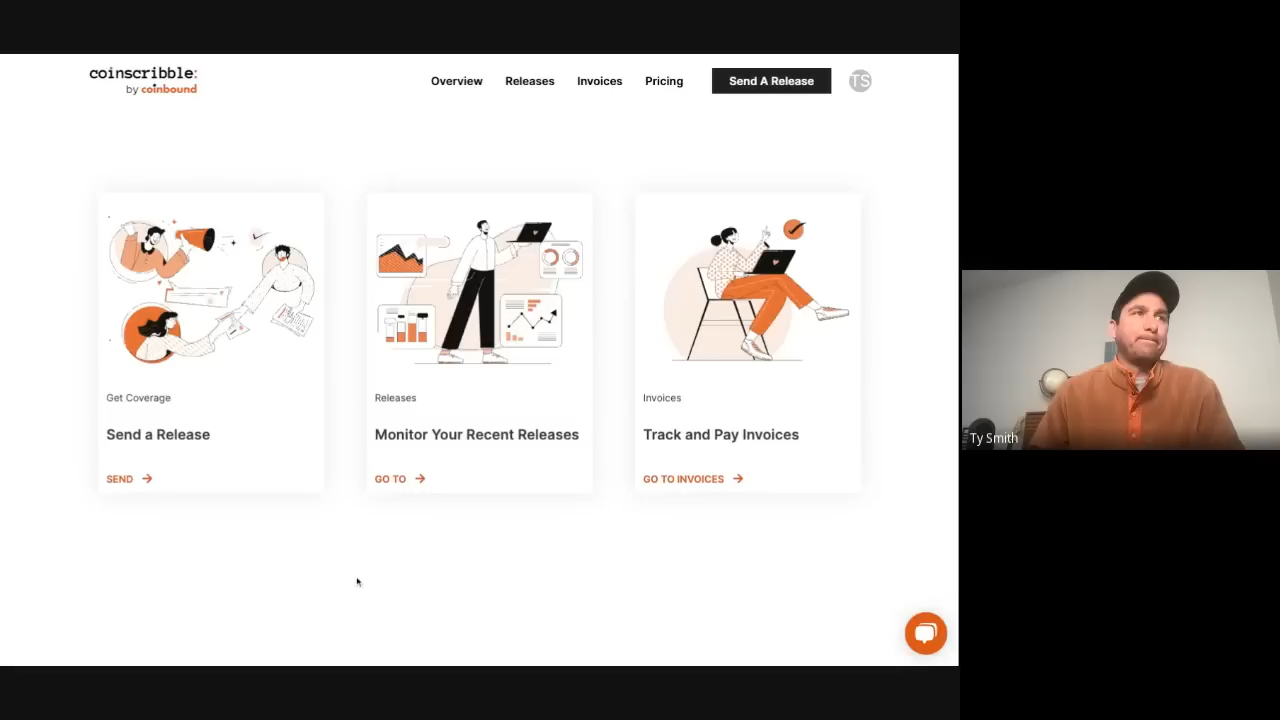 coinscribble:
by coinbound
Overview
Releases
Invoices
Pricing
Send A Release
TS
Get Coverage
Send a Release
SEND
Releases
Monitor Your Recent Releases
GO TO
Invoices
Track and Pay Invoices
GO TO INVOICES
Ty Smith